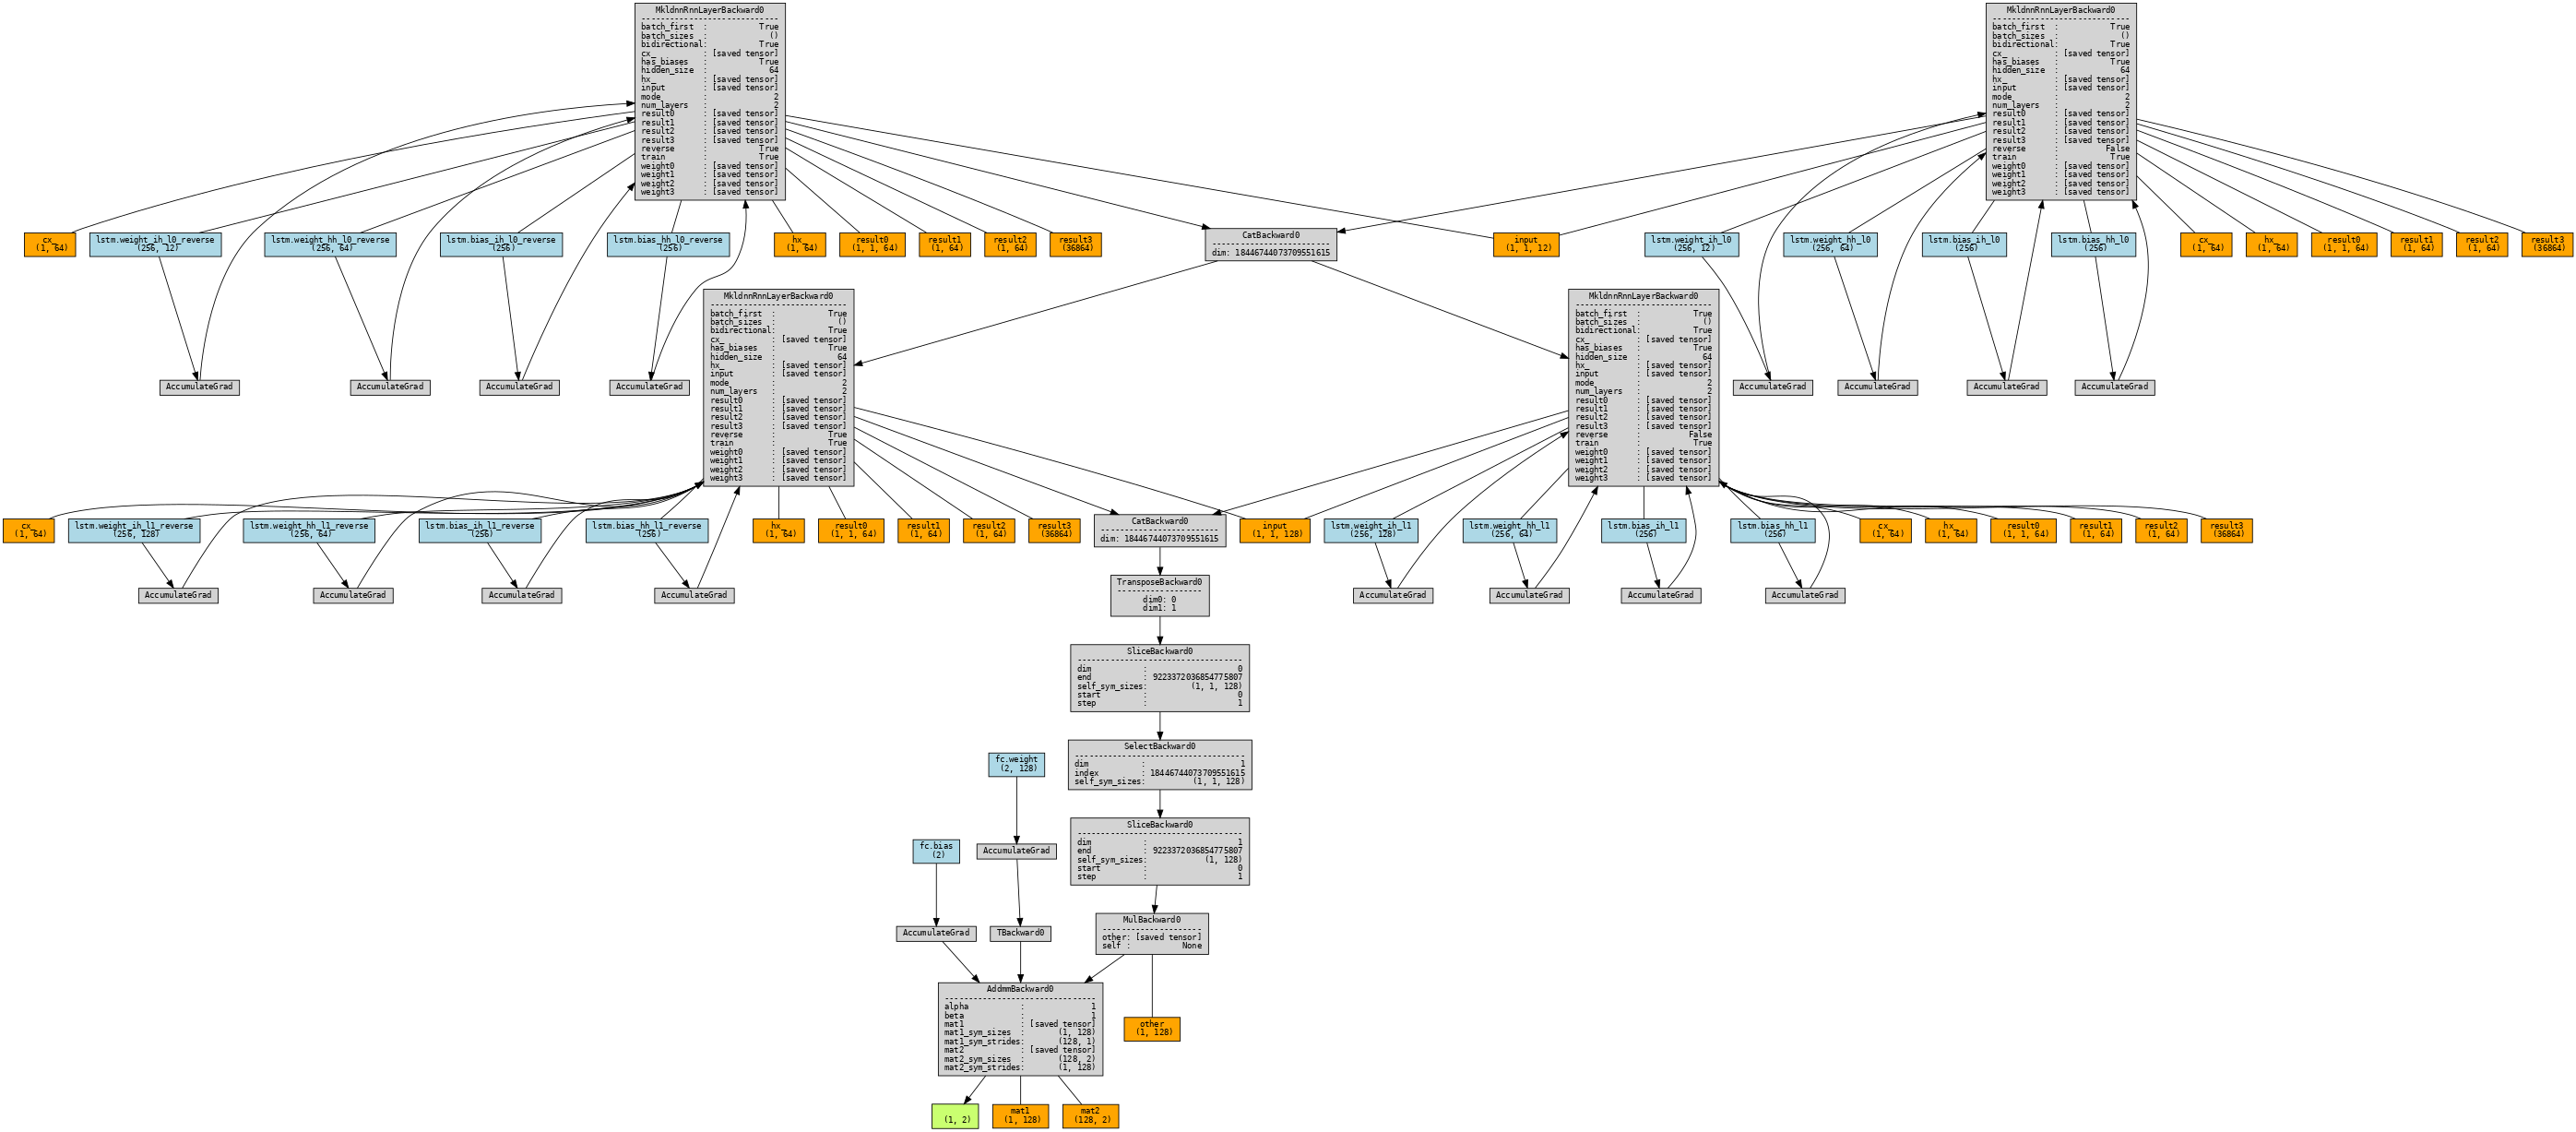 MkldnnRnnLayerBackward0
-----------------------------
batch_first  :           True
batch_sizes  :             ()
bidirectional:           True
cx_          : [saved tensor]
has_biases   :           True
hidden_size  :             64
hx_          : [saved tensor]
input        : [saved tensor]
mode         :              2
num_layers   :              2
result0      : [saved tensor]
result1      : [saved tensor]
result2      : [saved tensor]
result3      : [saved tensor]
reverse      :           True
train        :           True
weight0      : [saved tensor]
weight1      : [saved tensor]
weight2      : [saved tensor]
weight3      : [saved tensor]
MkldnnRnnLayerBackward0
-----------------------------
batch_first  :           True
batch_sizes  :             ()
bidirectional:           True
cx_          : [saved tensor]
has_biases   :           True
hidden_size  :             64
hx_          : [saved tensor]
input        : [saved tensor]
mode         :              2
num_layers   :              2
result0      : [saved tensor]
result1      : [saved tensor]
result2      : [saved tensor]
result3      : [saved tensor]
reverse      :          False
train        :           True
weight0      : [saved tensor]
weight1      : [saved tensor]
weight2      : [saved tensor]
weight3      : [saved tensor]
cx_
(1, 64)
lstm.weight_ih_l0_reverse
(256, 12)
lstm.weight_hh_l0_reverse
(256, 64)
lstm.bias_ih_l0_reverse
(256)
lstm.bias_hh_l0_reverse
(256)
hx_
(1, 64)
result0
(1, 1, 64)
result1
(1, 64)
result2
(1, 64)
result3
(36864)
CatBackward0
-------------------------
dim: 18446744073709551615
input
(1, 1, 12)
lstm.weight_ih_l0
(256, 12)
lstm.weight_hh_l0
(256, 64)
lstm.bias_ih_l0
(256)
lstm.bias_hh_l0
(256)
cx_
(1, 64)
hx_
(1, 64)
result0
(1, 1, 64)
result1
(1, 64)
result2
(1, 64)
result3
(36864)
AccumulateGrad
AccumulateGrad
AccumulateGrad
AccumulateGrad
MkldnnRnnLayerBackward0
-----------------------------
batch_first  :           True
batch_sizes  :             ()
bidirectional:           True
cx_          : [saved tensor]
has_biases   :           True
hidden_size  :             64
hx_          : [saved tensor]
input        : [saved tensor]
mode         :              2
num_layers   :              2
result0      : [saved tensor]
result1      : [saved tensor]
result2      : [saved tensor]
result3      : [saved tensor]
reverse      :           True
train        :           True
weight0      : [saved tensor]
weight1      : [saved tensor]
weight2      : [saved tensor]
weight3      : [saved tensor]
MkldnnRnnLayerBackward0
-----------------------------
batch_first  :           True
batch_sizes  :             ()
bidirectional:           True
cx_          : [saved tensor]
has_biases   :           True
hidden_size  :             64
hx_          : [saved tensor]
input        : [saved tensor]
mode         :              2
num_layers   :              2
result0      : [saved tensor]
result1      : [saved tensor]
result2      : [saved tensor]
result3      : [saved tensor]
reverse      :          False
train        :           True
weight0      : [saved tensor]
weight1      : [saved tensor]
weight2      : [saved tensor]
weight3      : [saved tensor]
AccumulateGrad
AccumulateGrad
AccumulateGrad
AccumulateGrad
cx_
(1, 64)
lstm.weight_ih_l1_reverse
(256, 128)
lstm.weight_hh_l1_reverse
(256, 64)
lstm.bias_ih_l1_reverse
(256)
lstm.bias_hh_l1_reverse
(256)
hx_
(1, 64)
result0
(1, 1, 64)
result1
(1, 64)
result2
(1, 64)
result3
(36864)
CatBackward0
-------------------------
dim: 18446744073709551615
input
(1, 1, 128)
lstm.weight_ih_l1
(256, 128)
lstm.weight_hh_l1
(256, 64)
lstm.bias_ih_l1
(256)
lstm.bias_hh_l1
(256)
cx_
(1, 64)
hx_
(1, 64)
result0
(1, 1, 64)
result1
(1, 64)
result2
(1, 64)
result3
(36864)
AccumulateGrad
AccumulateGrad
AccumulateGrad
AccumulateGrad
TransposeBackward0
------------------
dim0: 0
dim1: 1
AccumulateGrad
AccumulateGrad
AccumulateGrad
AccumulateGrad
SliceBackward0
-----------------------------------
dim           :                   0
end           : 9223372036854775807
self_sym_sizes:         (1, 1, 128)
start         :                   0
step          :                   1
SelectBackward0
------------------------------------
dim           :                    1
index         : 18446744073709551615
self_sym_sizes:          (1, 1, 128)
fc.weight
(2, 128)
SliceBackward0
-----------------------------------
dim           :                   1
end           : 9223372036854775807
self_sym_sizes:            (1, 128)
start         :                   0
step          :                   1
fc.bias
(2)
AccumulateGrad
AccumulateGrad
TBackward0
MulBackward0
---------------------
other: [saved tensor]
self :           None
AddmmBackward0
--------------------------------
alpha           :              1
beta            :              1
mat1            : [saved tensor]
mat1_sym_sizes  :       (1, 128)
mat1_sym_strides:       (128, 1)
mat2            : [saved tensor]
mat2_sym_sizes  :       (128, 2)
mat2_sym_strides:       (1, 128)
other
(1, 128)
(1, 2)
mat1
(1, 128)
mat2
(128, 2)